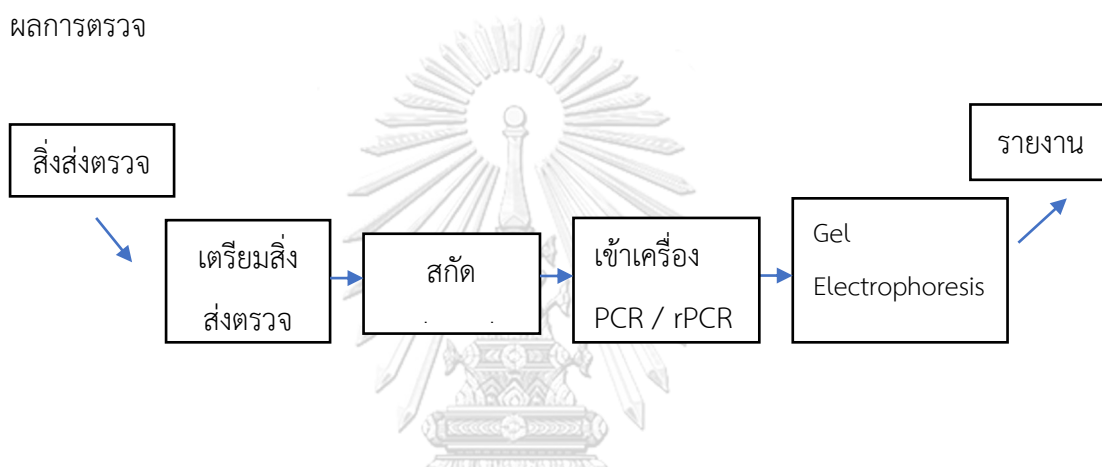 ผลการตรวจ
สิ่งส่งตรวจ
เตรียมสิ่ง
ส่งตรวจ
สกัด
เข้าเครื่อง
PCR / rPCR
Gel
Electrophoresis
รายงาน